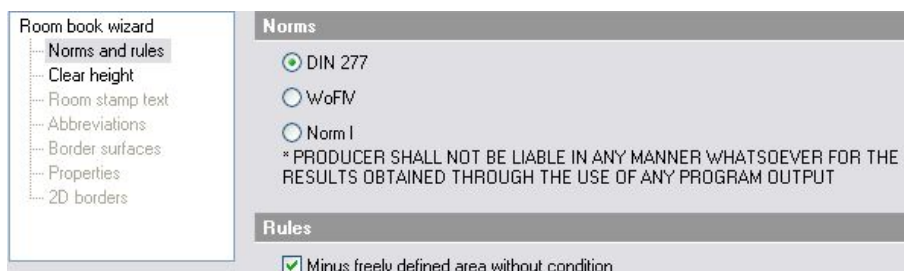 Room book wizard
Norms and rules
Clear height
Room stamp text
Abbreviations
Border surfaces
Properties
2D borders
Norms
DIN 277
WoFlV
Norm I
* PRODUCER SHALL NOT BE LIABLE IN ANY MANNER WHATSOEVER FOR THE
RESULTS OBTAINED THROUGH THE USE OF ANY PROGRAM OUTPUT
Rules
Minus freely defined area without condition